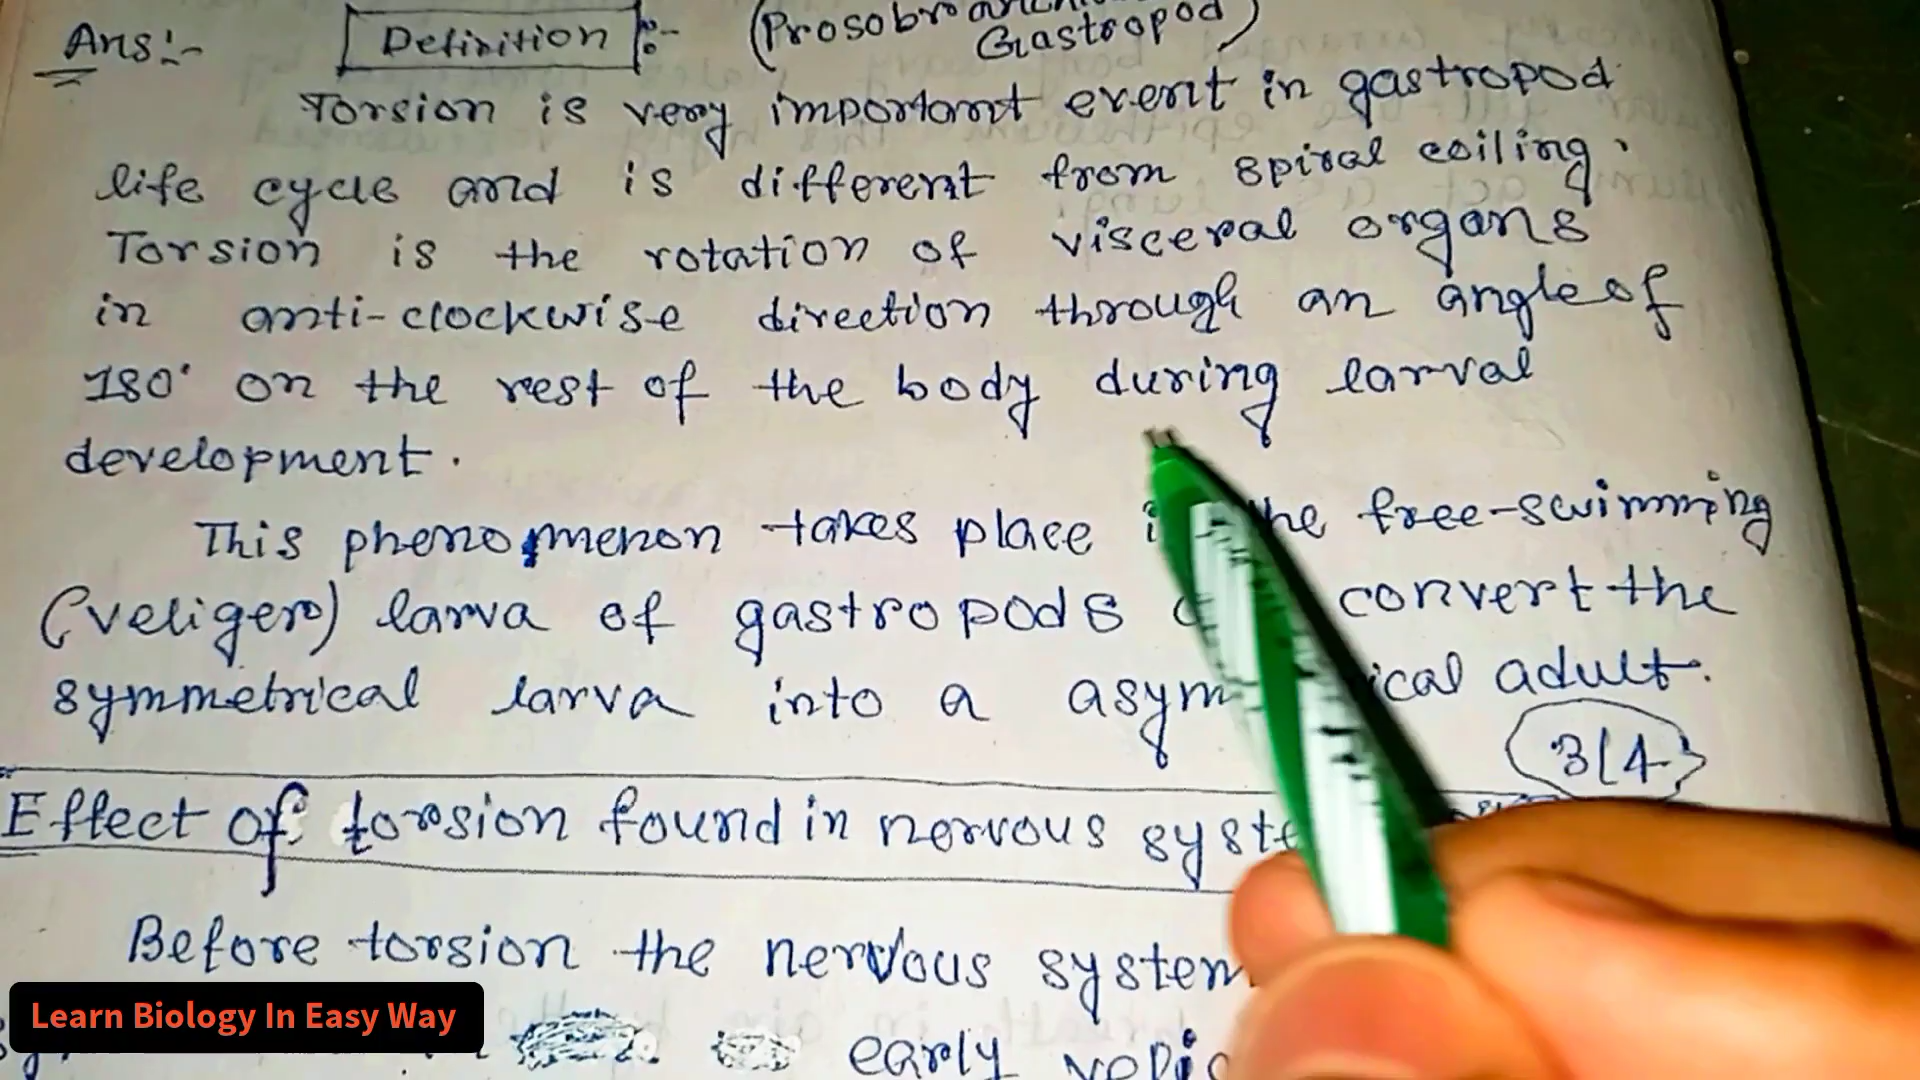 Ans:-
Definition :- (Prosobranchia
Gastropod)
Torsion is very important event in gastropod
life cycle and is different from spiral coiling.
Torsion is the rotation of visceral organs
in anti-clockwise direction through an angle of
180° on the rest of the body during larval
development.
This phenomenon takes place the free-swimming
(veliger) larva of gastropods convert the
symmetrical larva into a adult.
3/4
Effect of torsion found in nervous
Before torsion the nervous system
early
Learn Biology In Easy Way